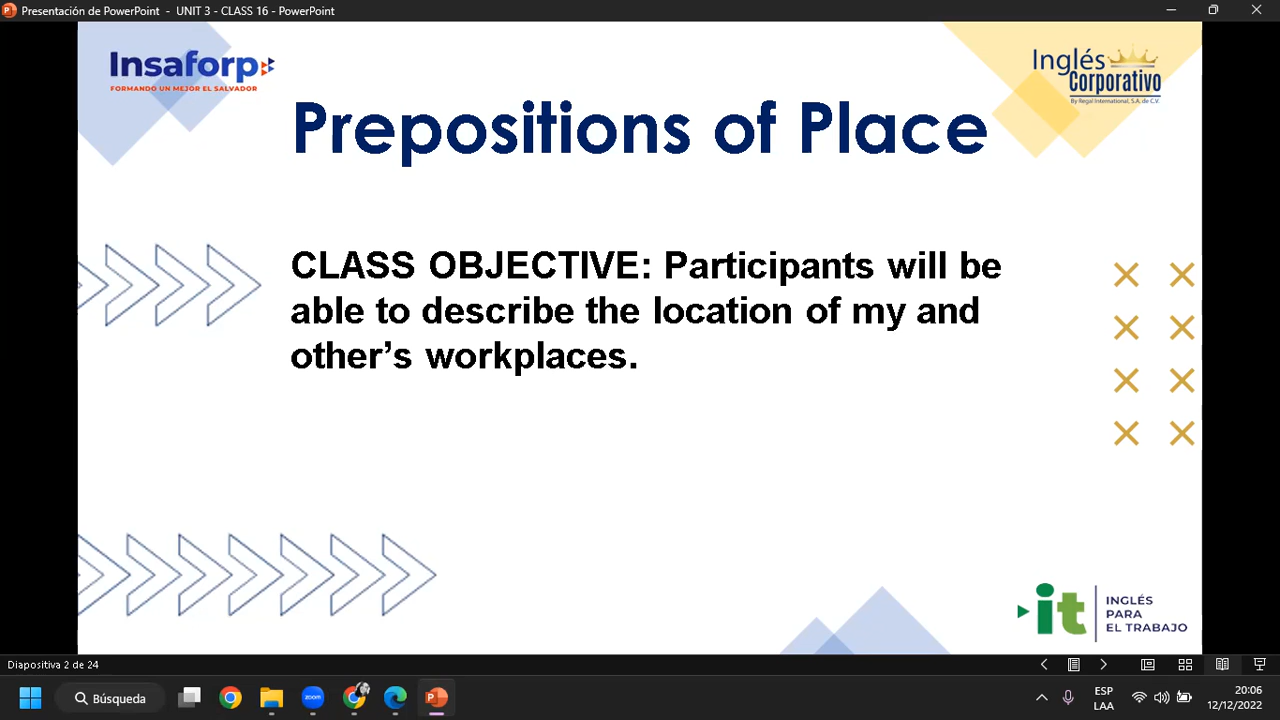 Presentación de PowerPoint - UNIT 3 - CLASS 16 - PowerPoint
Insaforp
FORMANDO UN MEJOR EL SALVADOR
Inglés
Corporativo
By Regal International, S.A. de C.V.
Prepositions of Place
CLASS OBJECTIVE: Participants will be
able to describe the location of my and
other's workplaces.
it
INGLÉS
PARA
EL TRABAJO
Diapositiva 2 de 24
Búsqueda
zoom
ESP
LAA
20:06
12/12/2022